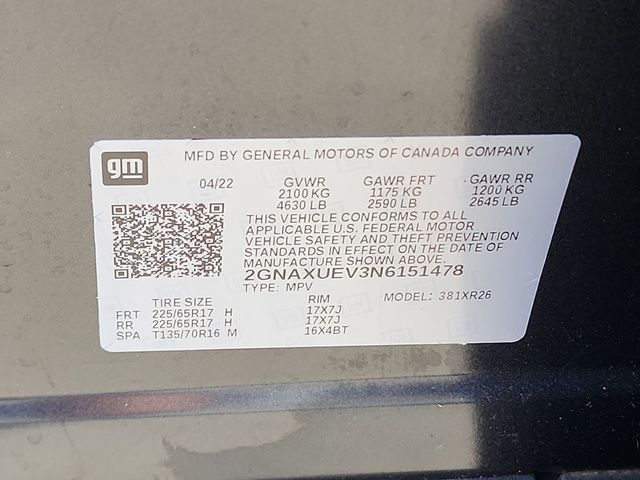 gm MFD BY GENERAL MOTORS OF CANADA COMPANY
04/22 GVWR GAWR FRT GAWR RR
2100 KG 1175 KG 1200 KG
4630 LB 2590 LB 2645 LB
THIS VEHICLE CONFORMS TO ALL
APPLICABLE U.S. FEDERAL MOTOR
VEHICLE SAFETY AND THEFT PREVENTION
STANDARDS IN EFFECT ON THE DATE OF
MANUFACTURE SHOWN ABOVE.
2GNAXUEV3N6151478
TYPE: MPV MODEL: 381XR26
TIRE SIZE RIM
FRT 225/65R17 H 17X7J
RR 225/65R17 H 17X7J
SPA T135/70R16 M 16X4BT